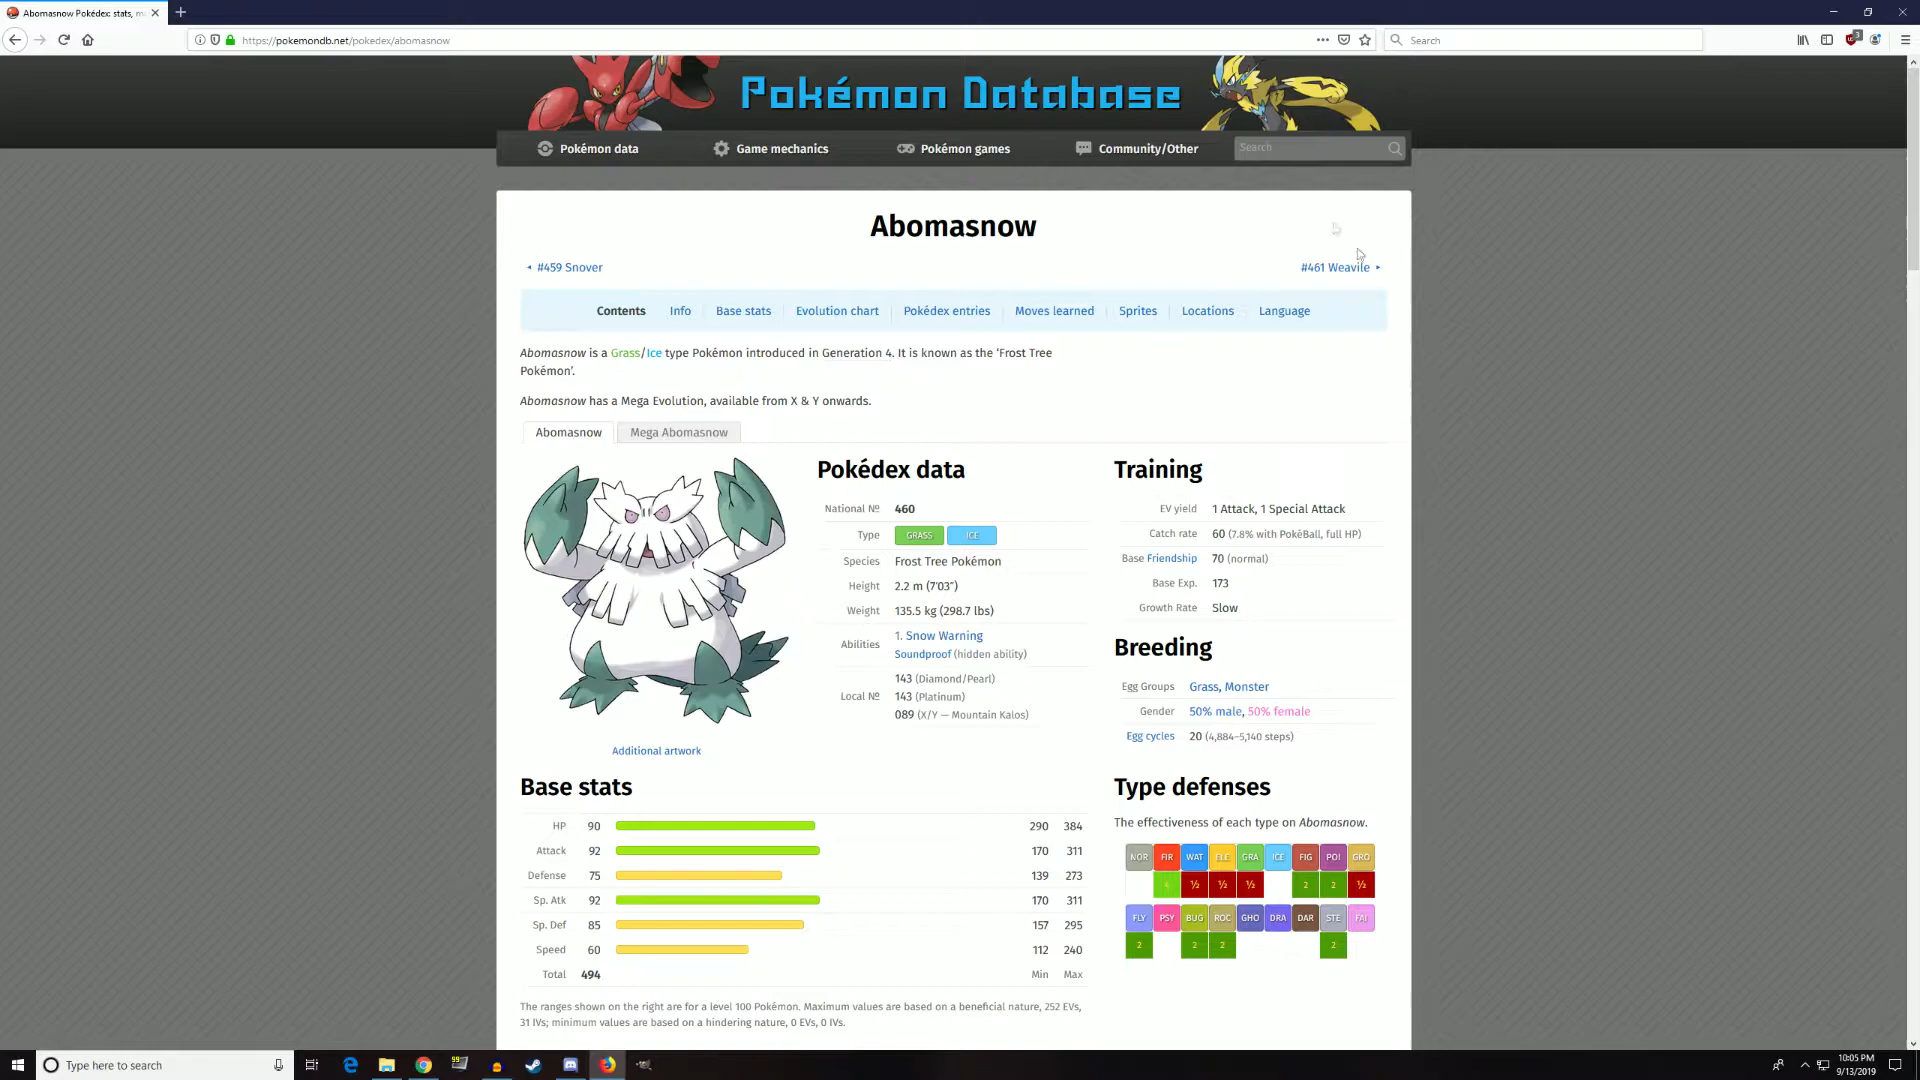 Abomasnow Pokédex: stats, m
https://pokemondb.net/pokedex/abomasnow
Search
3
Pokémon Database
Pokémon data
Game mechanics
Pokémon games
Community/Other
Search
Abomasnow
#459 Snover
#461 Weavile
Contents
Info
Base stats
Evolution chart
Pokédex entries
Moves learned
Sprites
Locations
Language
Abomasnow is a Grass/Ice type Pokémon introduced in Generation 4. It is known as the ‘Frost Tree
Pokémon’.
Abomasnow has a Mega Evolution, available from X & Y onwards.
Abomasnow
Mega Abomasnow
Additional artwork
Pokédex data
National № 460
Type GRASS ICE
Species Frost Tree Pokémon
Height 2.2 m (7′03″)
Weight 135.5 kg (298.7 lbs)
Abilities 1. Snow Warning
Soundproof (hidden ability)
Local № 143 (Diamond/Pearl)
143 (Platinum)
089 (X/Y — Mountain Kalos)
Training
EV yield 1 Attack, 1 Special Attack
Catch rate 60 (7.8% with PokéBall, full HP)
Base Friendship 70 (normal)
Base Exp. 173
Growth Rate Slow
Breeding
Egg Groups Grass, Monster
Gender 50% male, 50% female
Egg cycles 20 (4,884–5,140 steps)
Base stats
HP 90 290 384
Attack 92 170 311
Defense 75 139 273
Sp. Atk 92 170 311
Sp. Def 85 157 295
Speed 60 112 240
Total 494 Min Max
The ranges shown on the right are for a level 100 Pokémon. Maximum values are based on a beneficial nature, 252 EVs,
31 IVs; minimum values are based on a hindering nature, 0 EVs, 0 IVs.
Type defenses
The effectiveness of each type on Abomasnow.
NOR FIR WAT ELE GRA ICE FIG POI GRO
4 ½ ½ ½ 2 2 ½
FLY PSY BUG ROC GHO DRA DAR STE FAI
2 2 2 2
Type here to search
10:05 PM
9/13/2019